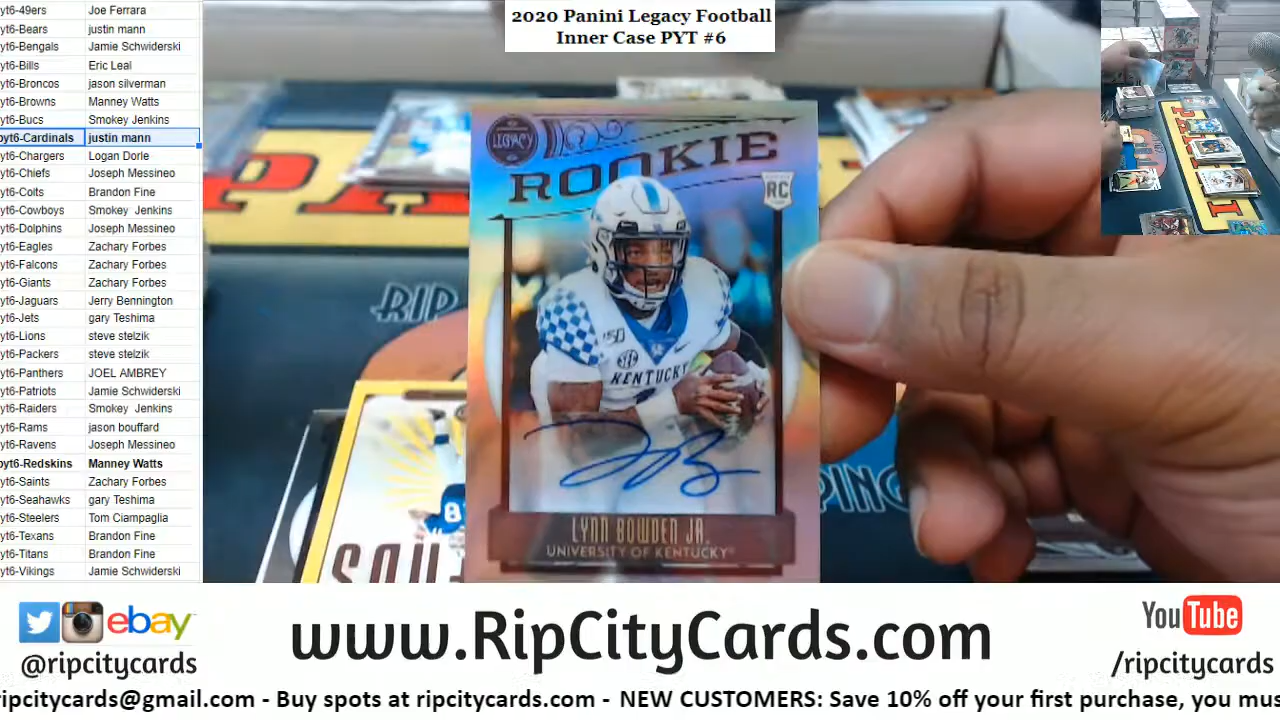 2020 Panini Legacy Football
Inner Case PYT #6
yt6-49ers Joe Ferrara
yt6-Bears justin mann
yt6-Bengals Jamie Schwiderski
yt6-Bills Eric Leal
yt6-Broncos jason silverman
yt6-Browns Manney Watts
yt6-Bucs Smokey Jenkins
pyt6-Cardinals justin mann
yt6-Chargers Logan Dorle
yt6-Chiefs Joseph Messineo
yt6-Colts Brandon Fine
yt6-Cowboys Smokey Jenkins
yt6-Dolphins Joseph Messineo
yt6-Eagles Zachary Forbes
yt6-Falcons Zachary Forbes
yt6-Giants Zachary Forbes
yt6-Jaguars Jerry Bennington
yt6-Jets gary Teshima
yt6-Lions steve stelzik
yt6-Packers steve stelzik
yt6-Panthers JOEL AMBREY
yt6-Patriots Jamie Schwiderski
yt6-Raiders Smokey Jenkins
yt6-Rams jason bouffard
yt6-Ravens Joseph Messineo
pyt6-Redskins Manney Watts
yt6-Saints Zachary Forbes
yt6-Seahawks gary Teshima
yt6-Steelers Tom Ciampaglia
yt6-Texans Brandon Fine
yt6-Titans Brandon Fine
yt6-Vikings Jamie Schwiderski
LEGACY
ROOKIE
RC
150
SEC
KENTUCKY
LYNN BOWDEN JR.
UNIVERSITY OF KENTUCKY
RIP
PING
ebay
@ripcitycards
www.RipCityCards.com
YouTube
/ripcitycards
ripcitycards@gmail.com - Buy spots at ripcitycards.com - NEW CUSTOMERS: Save 10% off your first purchase, you mus